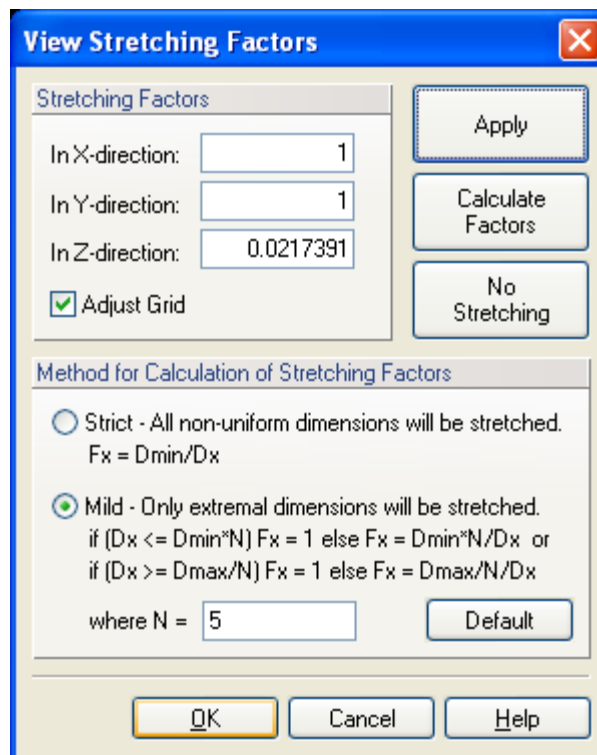 View Stretching Factors
Stretching Factors
In X-direction:
1
In Y-direction:
1
In Z-direction:
0.0217391
Adjust Grid
Apply
Calculate
Factors
No
Stretching
Method for Calculation of Stretching Factors
Strict - All non-uniform dimensions will be stretched.
Fx = Dmin/Dx
Mild - Only extremal dimensions will be stretched.
if (Dx <= Dmin*N) Fx = 1 else Fx = Dmin*N/Dx or
if (Dx >= Dmax/N) Fx = 1 else Fx = Dmax/N/Dx
where N =
5
Default
OK
Cancel
Help